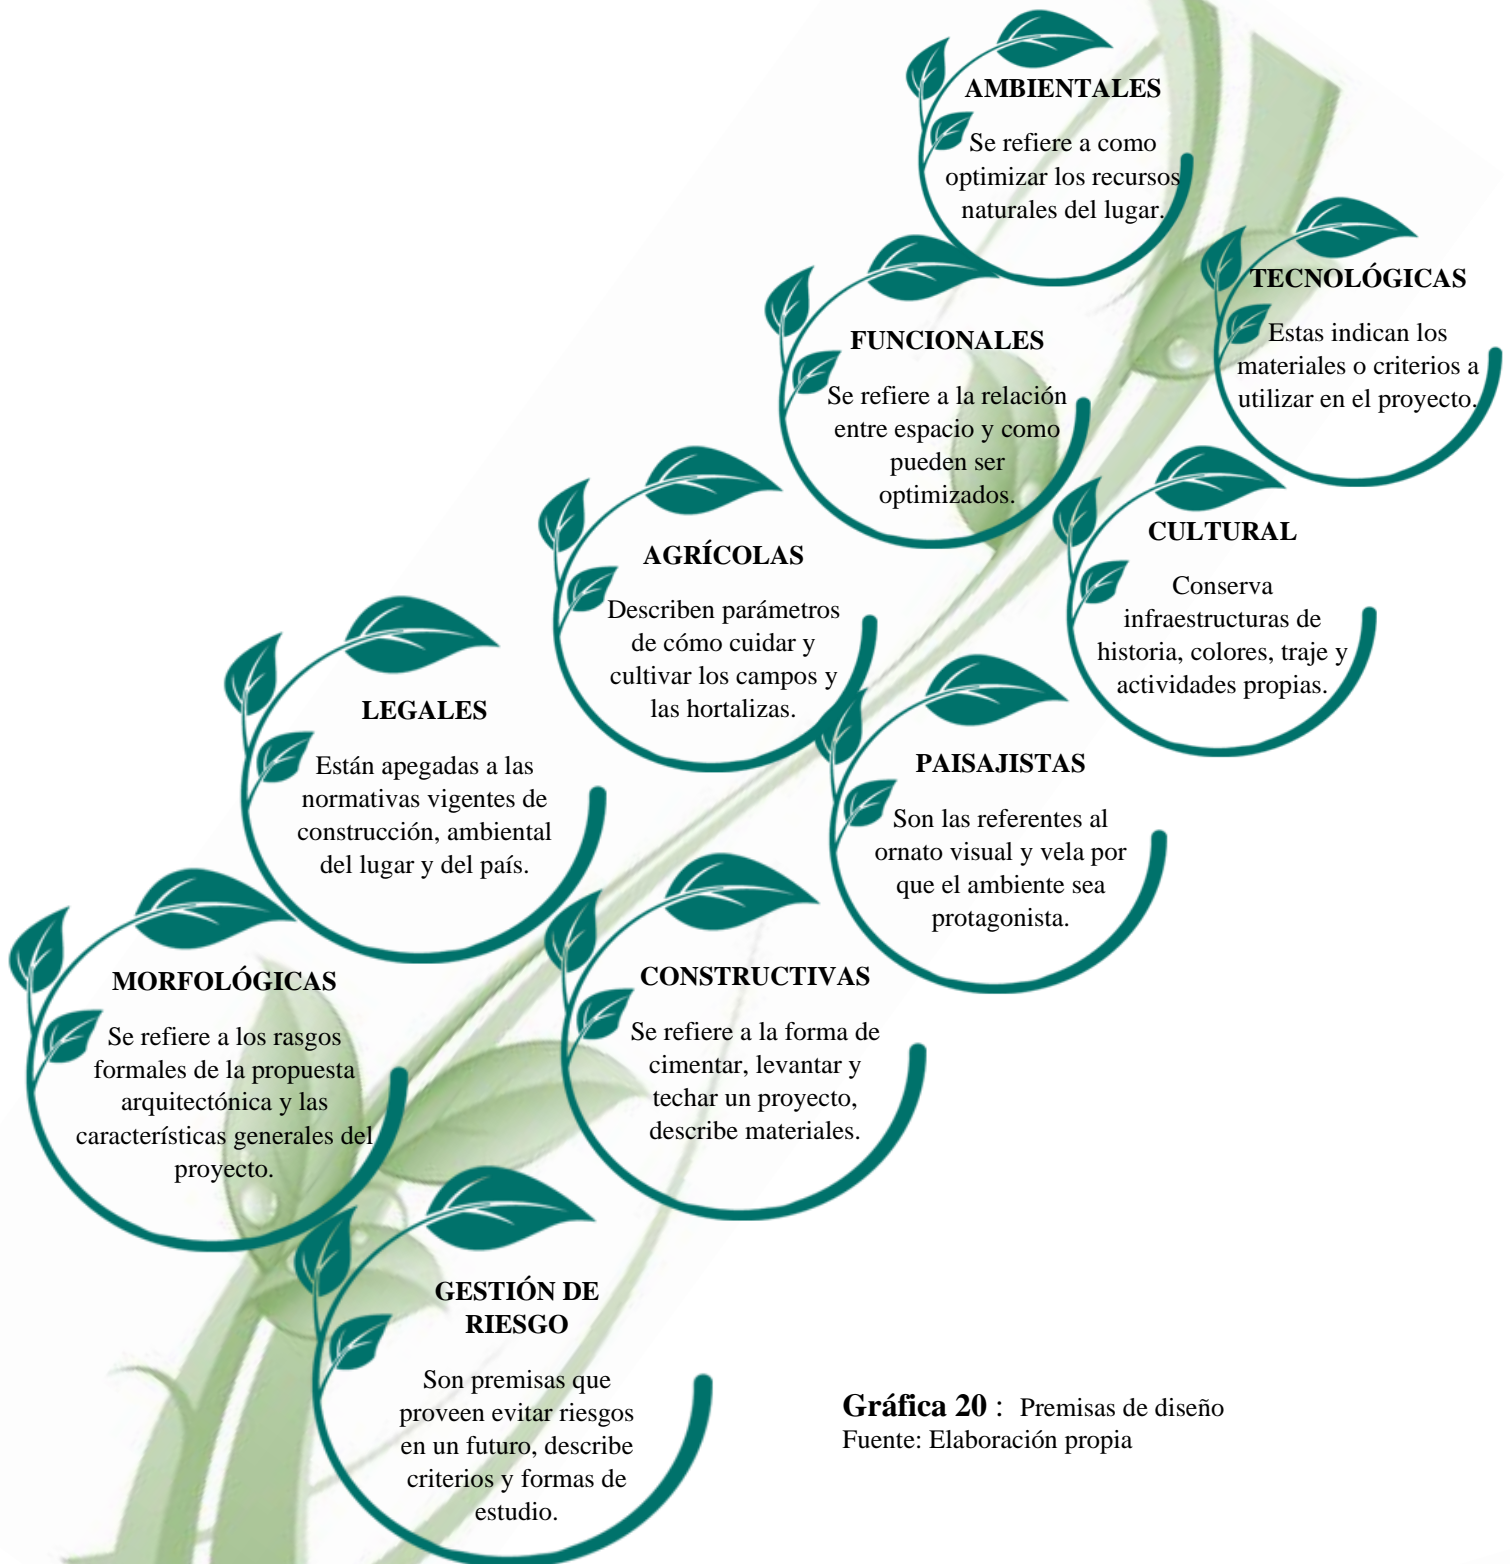 AMBIENTALES
Se refiere a como
optimizar los recursos
naturales del lugar.
TECNOLÓGICAS
Estas indican los
materiales o criterios a
utilizar en el proyecto.
FUNCIONALES
Se refiere a la relación
entre espacio y como
pueden ser
optimizados.
CULTURAL
Conserva
infraestructuras de
historia, colores, traje y
actividades propias.
AGRÍCOLAS
Describen parámetros
de cómo cuidar y
cultivar los campos y
las hortalizas.
LEGALES
Están apegadas a las
normativas vigentes de
construcción, ambiental
del lugar y del país.
PAISAJISTAS
Son las referentes al
ornato visual y vela por
que el ambiente sea
protagonista.
MORFOLÓGICAS
Se refiere a los rasgos
formales de la propuesta
arquitectónica y las
características generales del
proyecto.
CONSTRUCTIVAS
Se refiere a la forma de
cimentar, levantar y
techar un proyecto,
describe materiales.
GESTIÓN DE
RIESGO
Son premisas que
proveen evitar riesgos
en un futuro, describe
criterios y formas de
estudio.
Gráfica 20 : Premisas de diseño
Fuente: Elaboración propia